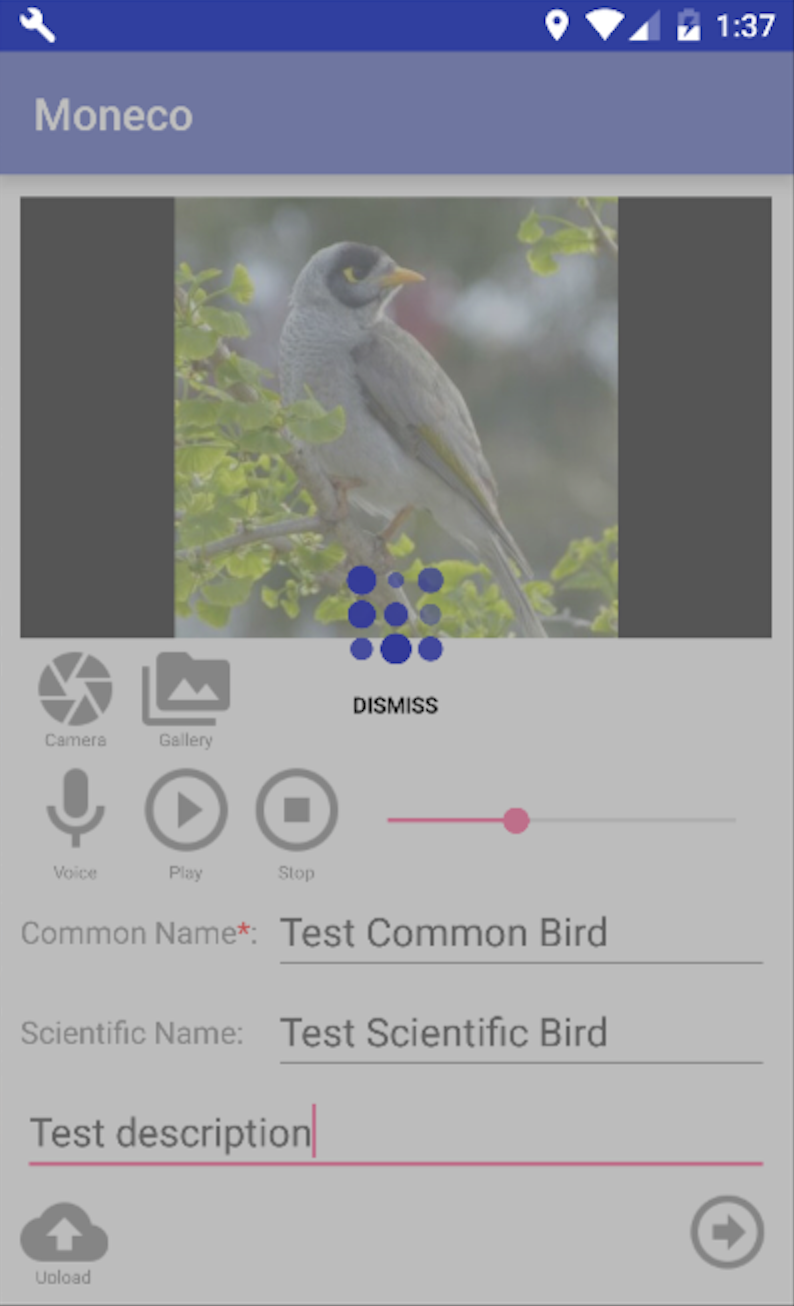 1:37
Moneco
DISMISS
Camera
Gallery
Voice
Play
Stop
Common Name*: Test Common Bird
Scientific Name: Test Scientific Bird
Test description
Upload